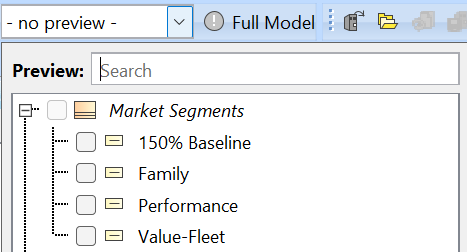 - no preview - Full Model
Preview: Search
Market Segments
150% Baseline
Family
Performance
Value-Fleet